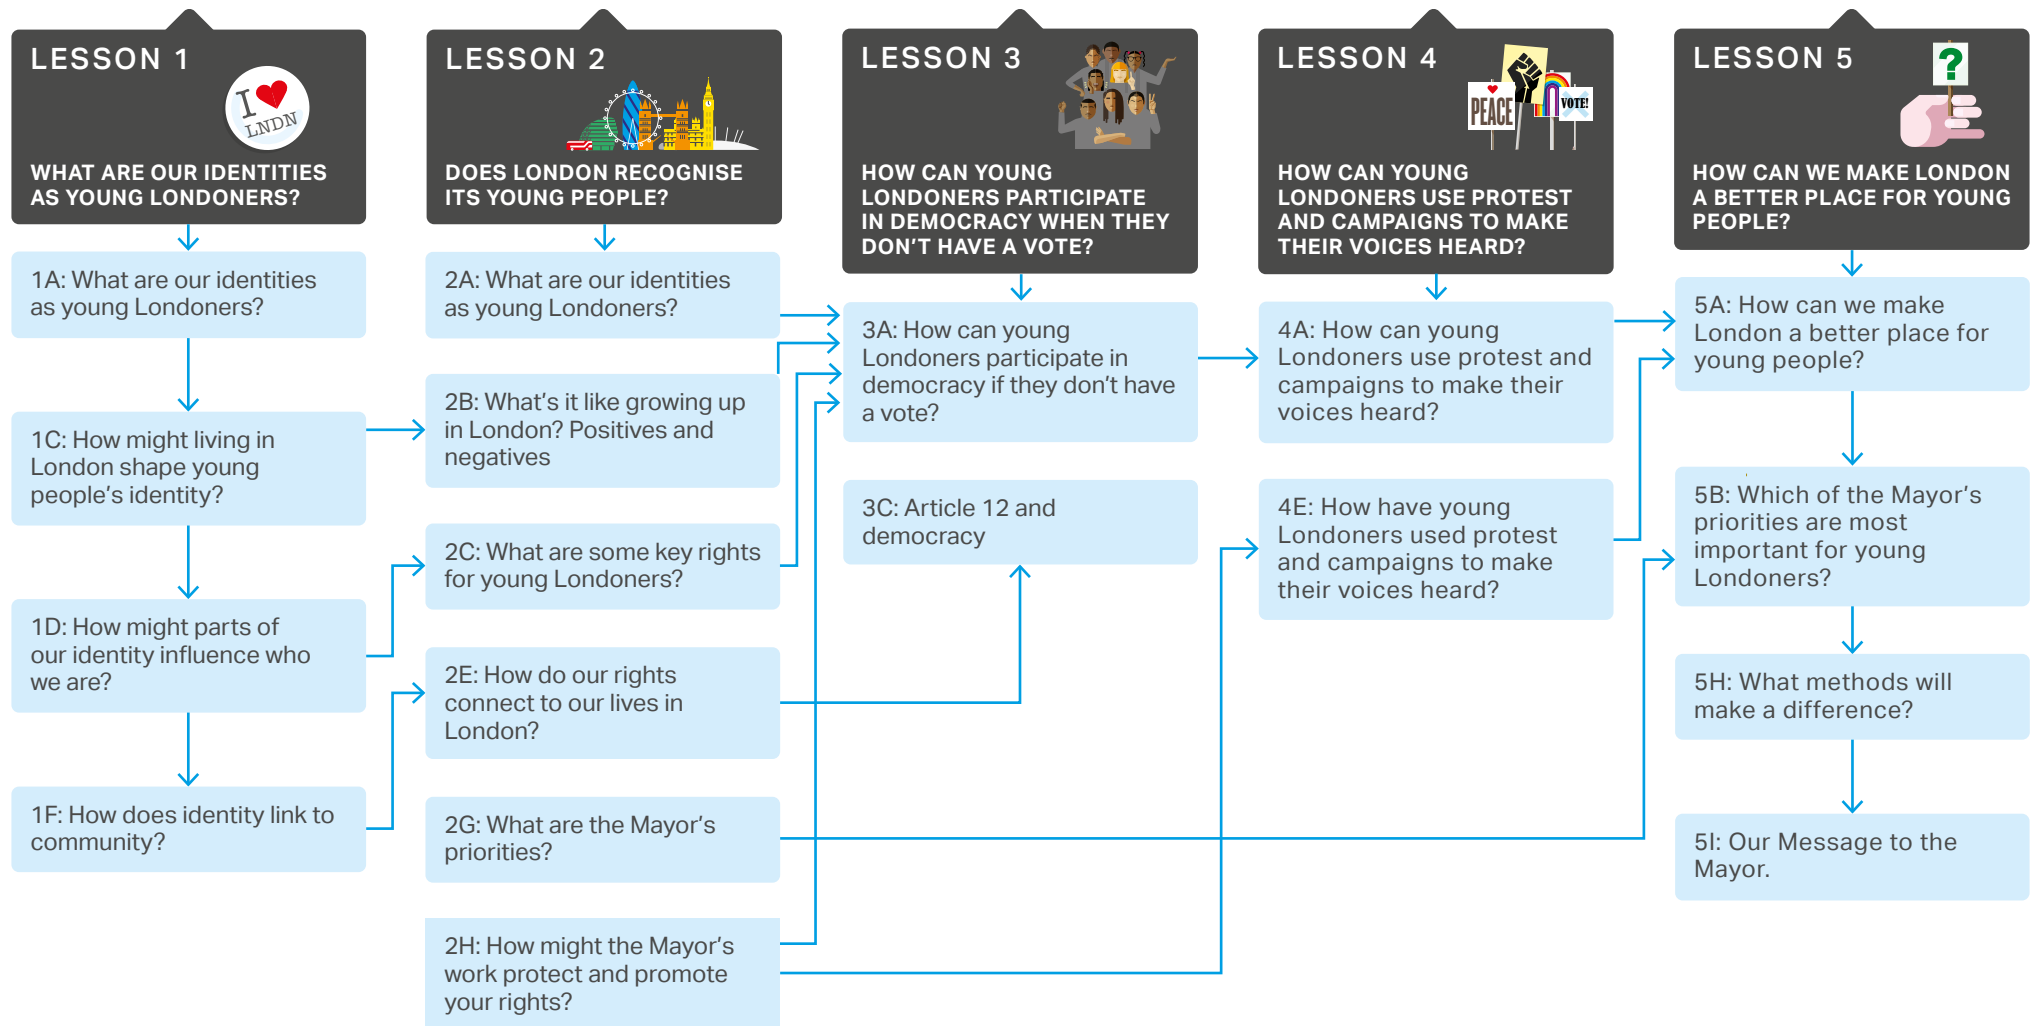 LESSON 1
I
LNDN
WHAT ARE OUR IDENTITIES
AS YOUNG LONDONERS?
1A: What are our identities
as young Londoners?
1C: How might living in
London shape young
people's identity?
1D: How might parts of
our identity influence who
we are?
1F: How does identity link to
community?
LESSON 2
DOES LONDON RECOGNISE
ITS YOUNG PEOPLE?
2A: What are our identities
as young Londoners?
2B: What's it like growing up
in London? Positives and
negatives
2C: What are some key rights
for young Londoners?
2E: How do our rights
connect to our lives in
London?
2G: What are the Mayor's
priorities?
2H: How might the Mayor's
work protect and promote
your rights?
LESSON 3
HOW CAN YOUNG
LONDONERS PARTICIPATE
IN DEMOCRACY WHEN THEY
DON'T HAVE A VOTE?
3A: How can young
Londoners participate in
democracy if they don't have
a vote?
3C: Article 12 and
democracy
LESSON 4
PEACE
VOTE!
HOW CAN YOUNG
LONDONERS USE PROTEST
AND CAMPAIGNS TO MAKE
THEIR VOICES HEARD?
4A: How can young
Londoners use protest and
campaigns to make their
voices heard?
4E: How have young
Londoners used protest
and campaigns to make
their voices heard?
LESSON 5
?
HOW CAN WE MAKE LONDON
A BETTER PLACE FOR YOUNG
PEOPLE?
5A: How can we make
London a better place for
young people?
5B: Which of the Mayor's
priorities are most
important for young
Londoners?
5H: What methods will
make a difference?
5I: Our Message to the
Mayor.